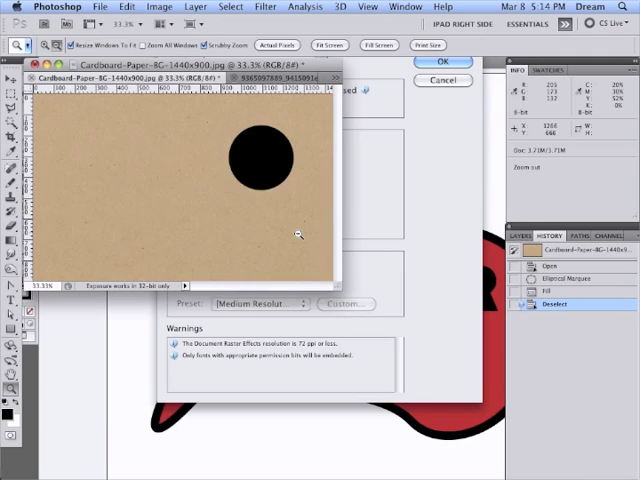 Photoshop File Edit Image Layer Select Filter Analysis 3D View Window Help Mar 8 5:14 PM Dream
33.3% IPAD RIGHT SIDE ESSENTIALS CS Live
Resize Windows To Fit Zoom All Windows Scrubby Zoom Actual Pixels Fit Screen Fill Screen Print Size
Cardboard-Paper-BG-1440x900.jpg @ 33.3% (RGB/8#) *
Cardboard-Paper-BG-1440x900.jpg @ 33.3% (RGB/8#) *
33.33% Exposure works in 32-bit only
OK
Cancel
Preset: [Medium Resolut... Custom...
Warnings
The Document Raster Effects resolution is 72 ppi or less.
Only fonts with appropriate permission bits will be embedded.
INFO SWATCHES
R: 205 C: 20%
G: 173 M: 30%
B: 132 Y: 52%
K: 0%
8-bit 8-bit
X: 1266 W:
Y: 666 H:
Doc: 3.71M/3.71M
Zoom out
LAYERS HISTORY PATHS CHANNEL
Cardboard-Paper-BG-1440x9...
Open
Elliptical Marquee
Fill
Deselect
R